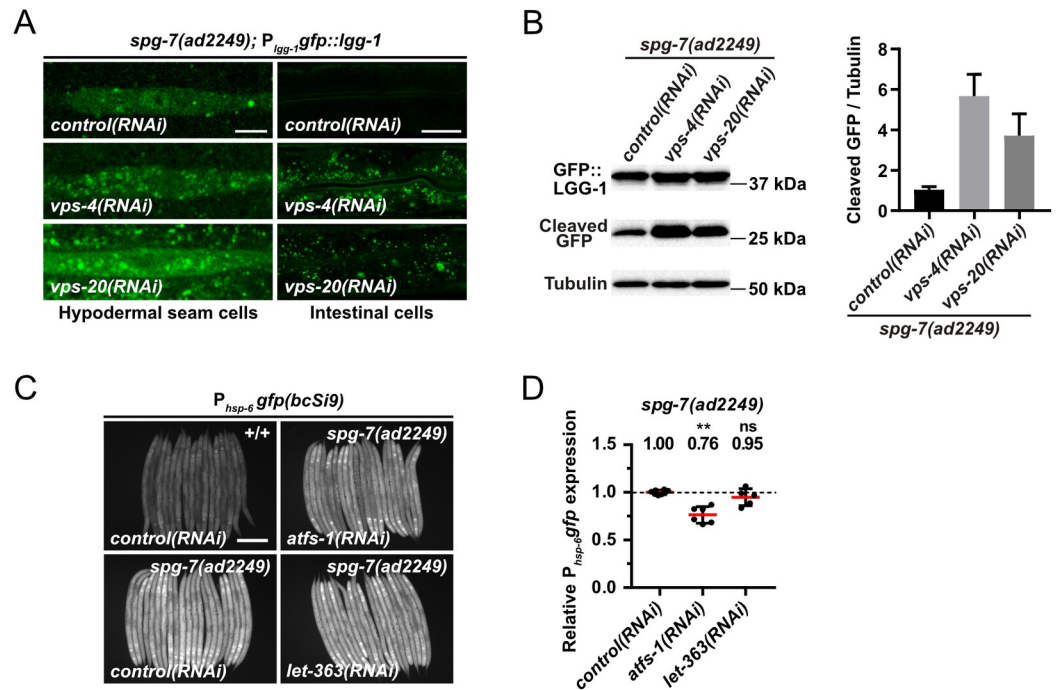 A
spg-7(ad2249); Plgg-1gfp::lgg-1
control(RNAi)
control(RNAi)
vps-4(RNAi)
vps-4(RNAi)
vps-20(RNAi)
vps-20(RNAi)
Hypodermal seam cells
Intestinal cells
B
spg-7(ad2249)
control(RNAi)
vps-4(RNAi)
vps-20(RNAi)
GFP::
LGG-1
37 kDa
Cleaved
GFP
25 kDa
Tubulin
50 kDa
Cleaved GFP / Tubulin
8
6
4
2
0
control(RNAi)
vps-4(RNAi)
vps-20(RNAi)
spg-7(ad2249)
C
Phsp-6 gfp(bcSi9)
+/+
control(RNAi)
spg-7(ad2249)
atfs-1(RNAi)
spg-7(ad2249)
control(RNAi)
spg-7(ad2249)
let-363(RNAi)
D
spg-7(ad2249)
** ns
1.00 0.76 0.95
Relative Phsp-6gfp expression
1.5
1.0
0.5
0.0
control(RNAi)
atfs-1(RNAi)
let-363(RNAi)